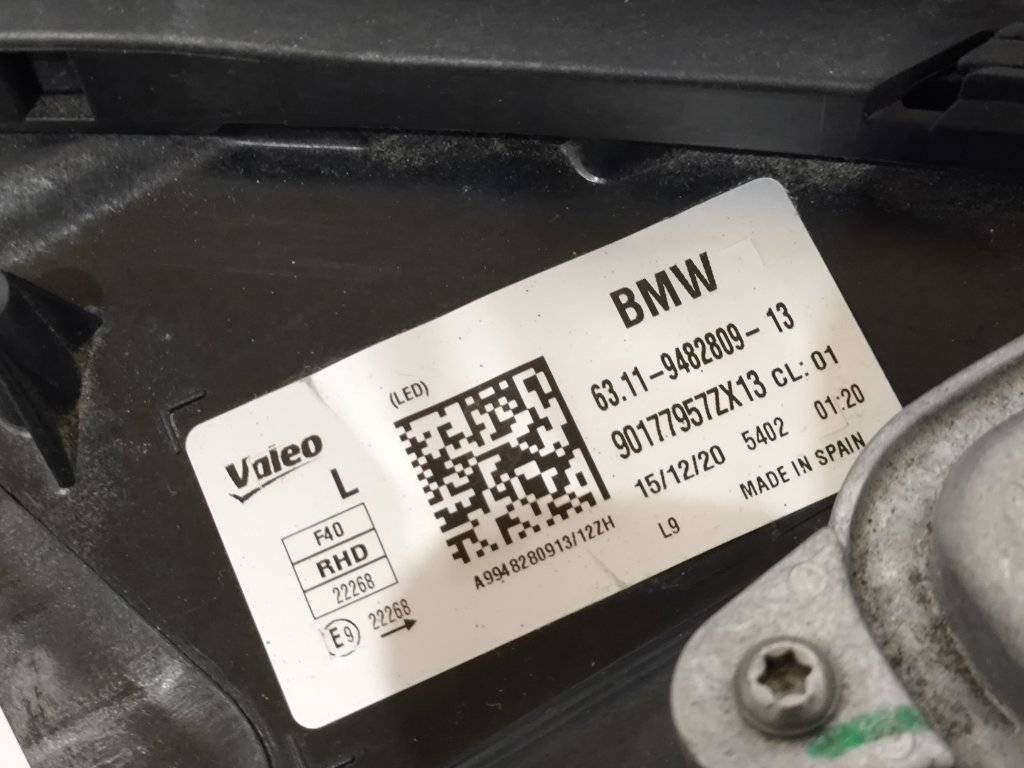 BMW
63.11-9482809-13
90177957ZX13 CL: 01
15/12/20 5402 01:20
MADE IN SPAIN
L9
(LED)
A9948280913/12ZH
Valeo
L
F40
RHD
22268
E9 22268